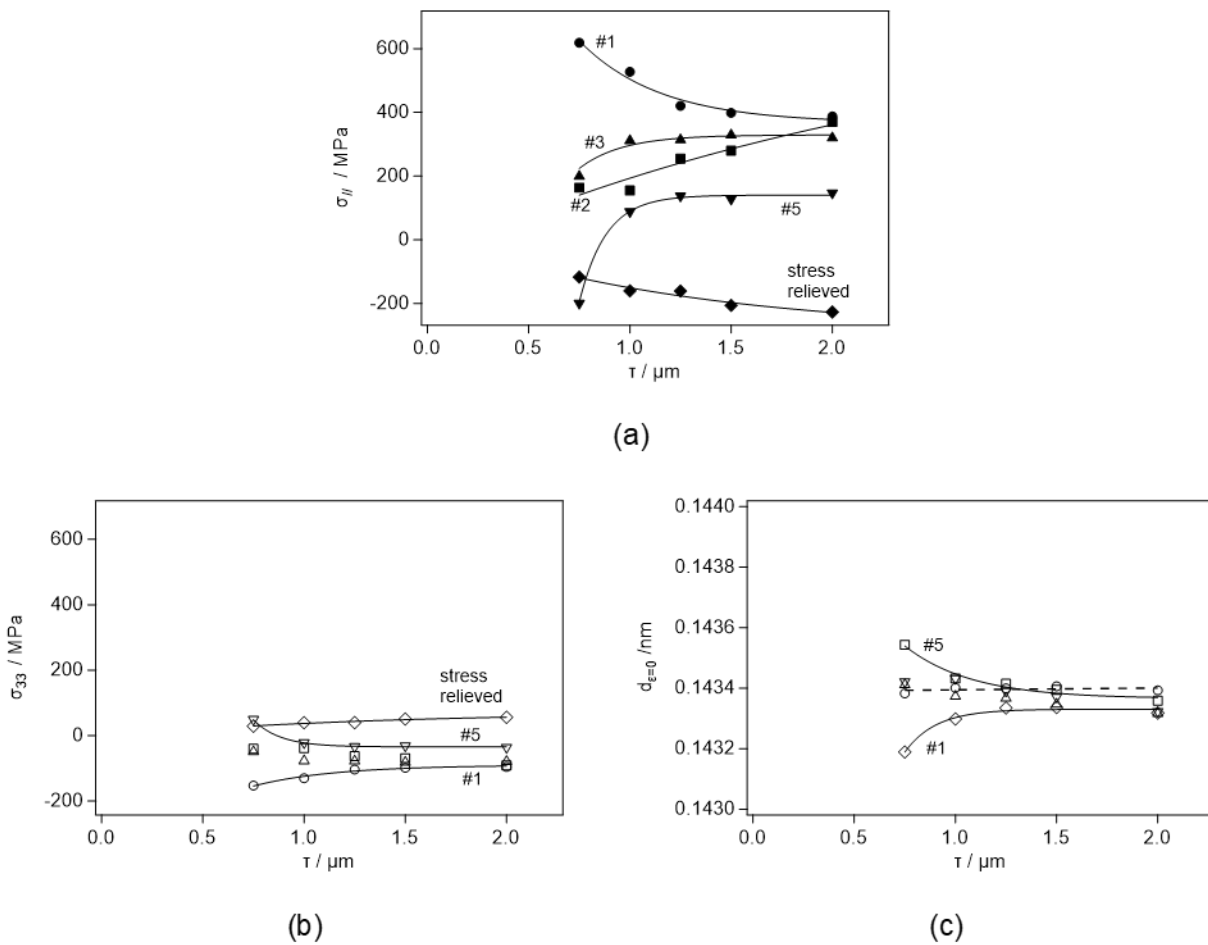 600
400
200
0
-200
σ// / MPa
#1
#3
#2
#5
stress
relieved
0.0 0.5 1.0 1.5 2.0
τ / µm
(a)
600
400
200
0
-200
σ33 / MPa
stress
relieved
#5
#1
0.0 0.5 1.0 1.5 2.0
τ / µm
(b)
0.1440
0.1438
0.1436
0.1434
0.1432
0.1430
dε=0 /nm
#5
#1
0.0 0.5 1.0 1.5 2.0
τ / µm
(c)